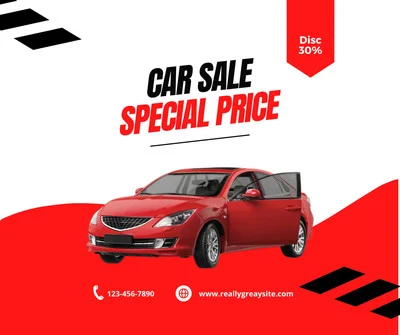 Disc
30%
CAR SALE
SPECIAL PRICE
123-456-7890
www.reallygreaysite.com